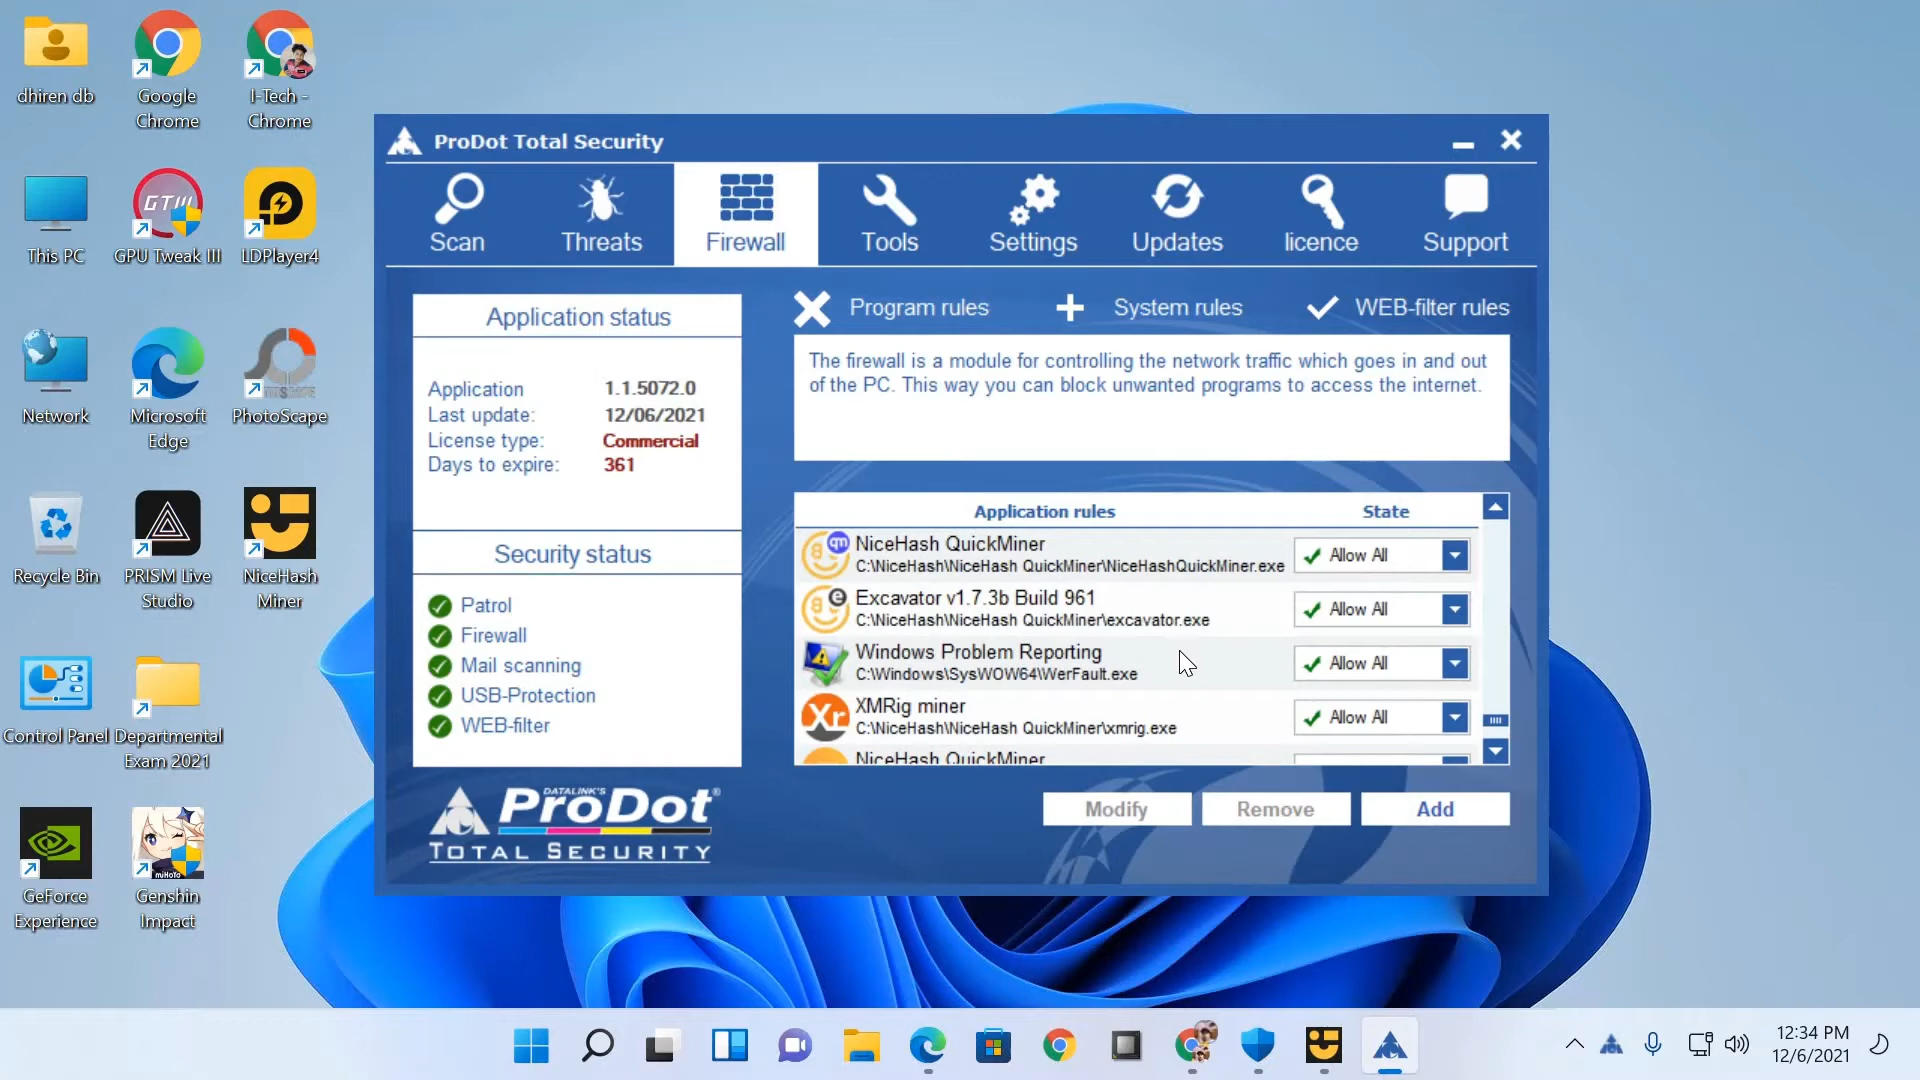 dhiren db
Google
Chrome
I-Tech -
Chrome
This PC
GTIII
GPU Tweak III
LDPlayer4
Network
Microsoft
Edge
PhotoScape
Recycle Bin
PRISM Live
Studio
NiceHash
Miner
Control Panel
Departmental
Exam 2021
GeForce
Experience
miHoYo
Genshin
Impact
ProDot Total Security
Scan
Threats
Firewall
Tools
Settings
Updates
licence
Support
Application status
Application
1.1.5072.0
Last update:
12/06/2021
License type:
Commercial
Days to expire:
361
Security status
Patrol
Firewall
Mail scanning
USB-Protection
WEB-filter
DATALINK'S
ProDot®
TOTAL SECURITY
Program rules
System rules
WEB-filter rules
The firewall is a module for controlling the network traffic which goes in and out
of the PC. This way you can block unwanted programs to access the internet.
Application rules
State
qm
NiceHash QuickMiner
C:\NiceHash\NiceHash QuickMiner\NiceHashQuickMiner.exe
Allow All
e
Excavator v1.7.3b Build 961
C:\NiceHash\NiceHash QuickMiner\excavator.exe
Allow All
Windows Problem Reporting
C:\Windows\SysWOW64\WerFault.exe
Allow All
Xr
XMRig miner
C:\NiceHash\NiceHash QuickMiner\xmrig.exe
Allow All
NiceHash QuickMiner
Modify
Remove
Add
12:34 PM
12/6/2021